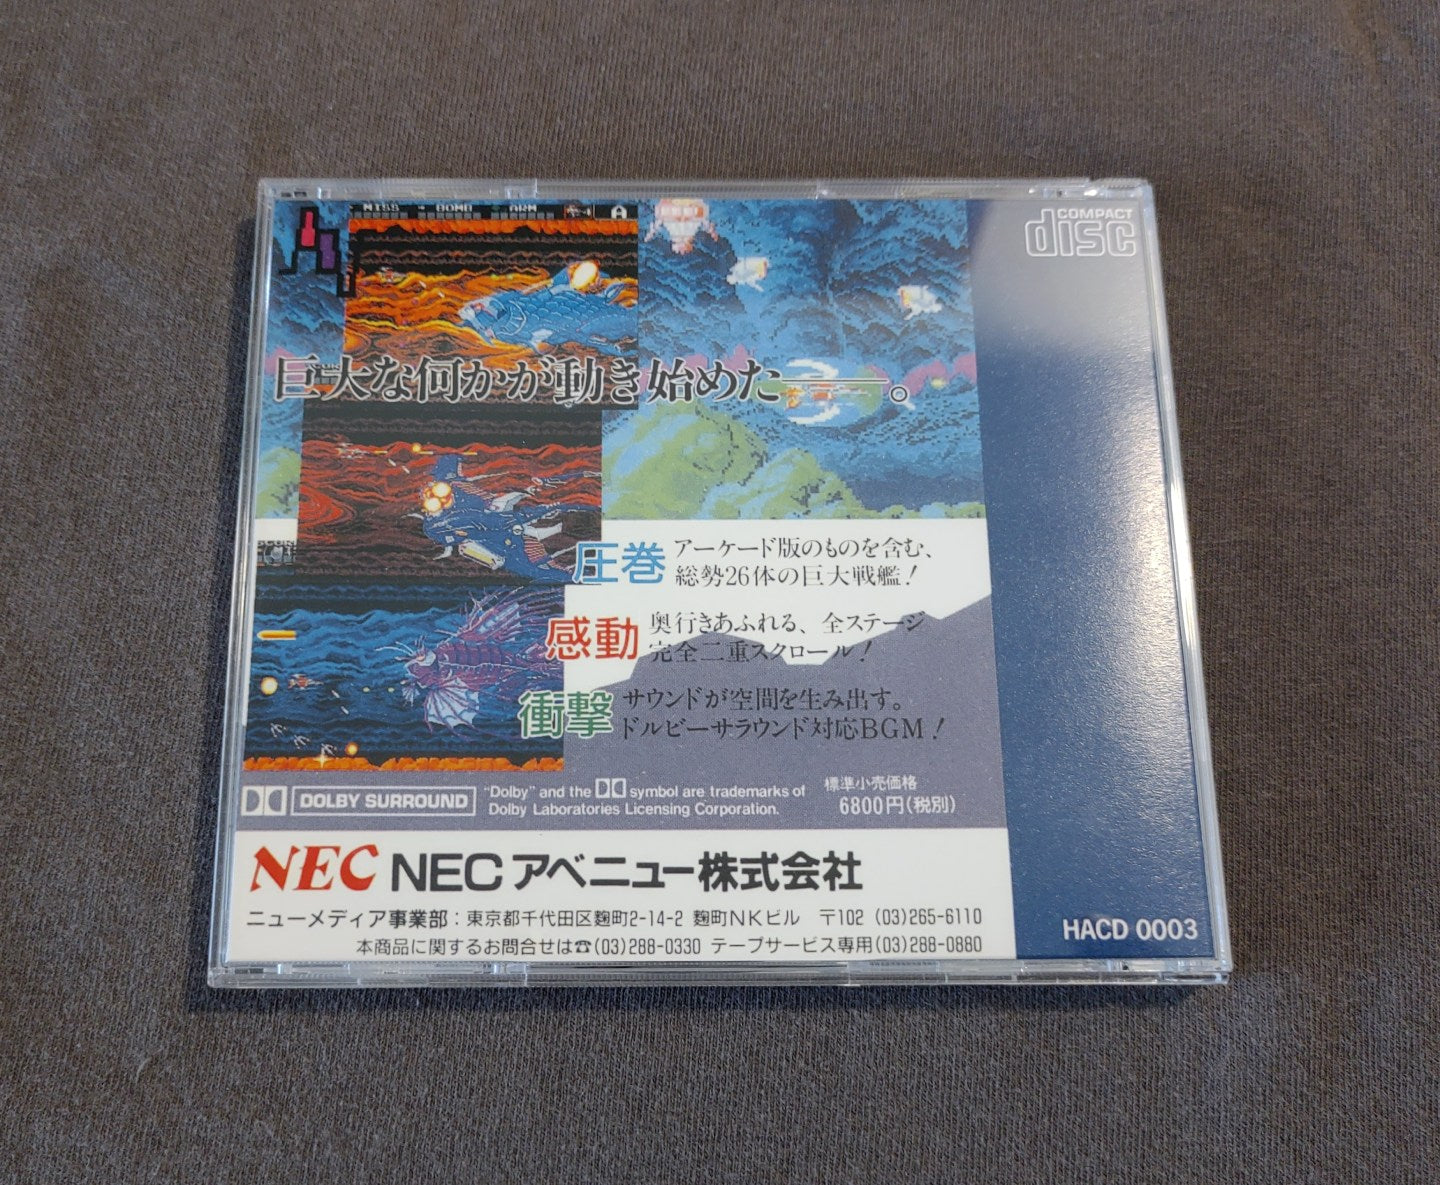 COMPACT
disc
MISS BOMB ARM A
巨大な何かが動き始めた——。
圧巻 アーケード版のものを含む、
総勢26体の巨大戦艦！
感動 奥行きあふれる、全ステージ
完全二重スクロール！
衝撃 サウンドが空間を生み出す。
ドルビーサラウンド対応BGM！
DOLBY SURROUND
"Dolby" and the symbol are trademarks of
Dolby Laboratories Licensing Corporation.
標準小売価格
6800円(税別)
NEC NECアベニュー株式会社
ニューメディア事業部：東京都千代田区麹町2-14-2 麹町NKビル 〒102 (03)265-6110
本商品に関するお問合せは☎(03)288-0330 テープサービス専用(03)288-0880
HACD 0003